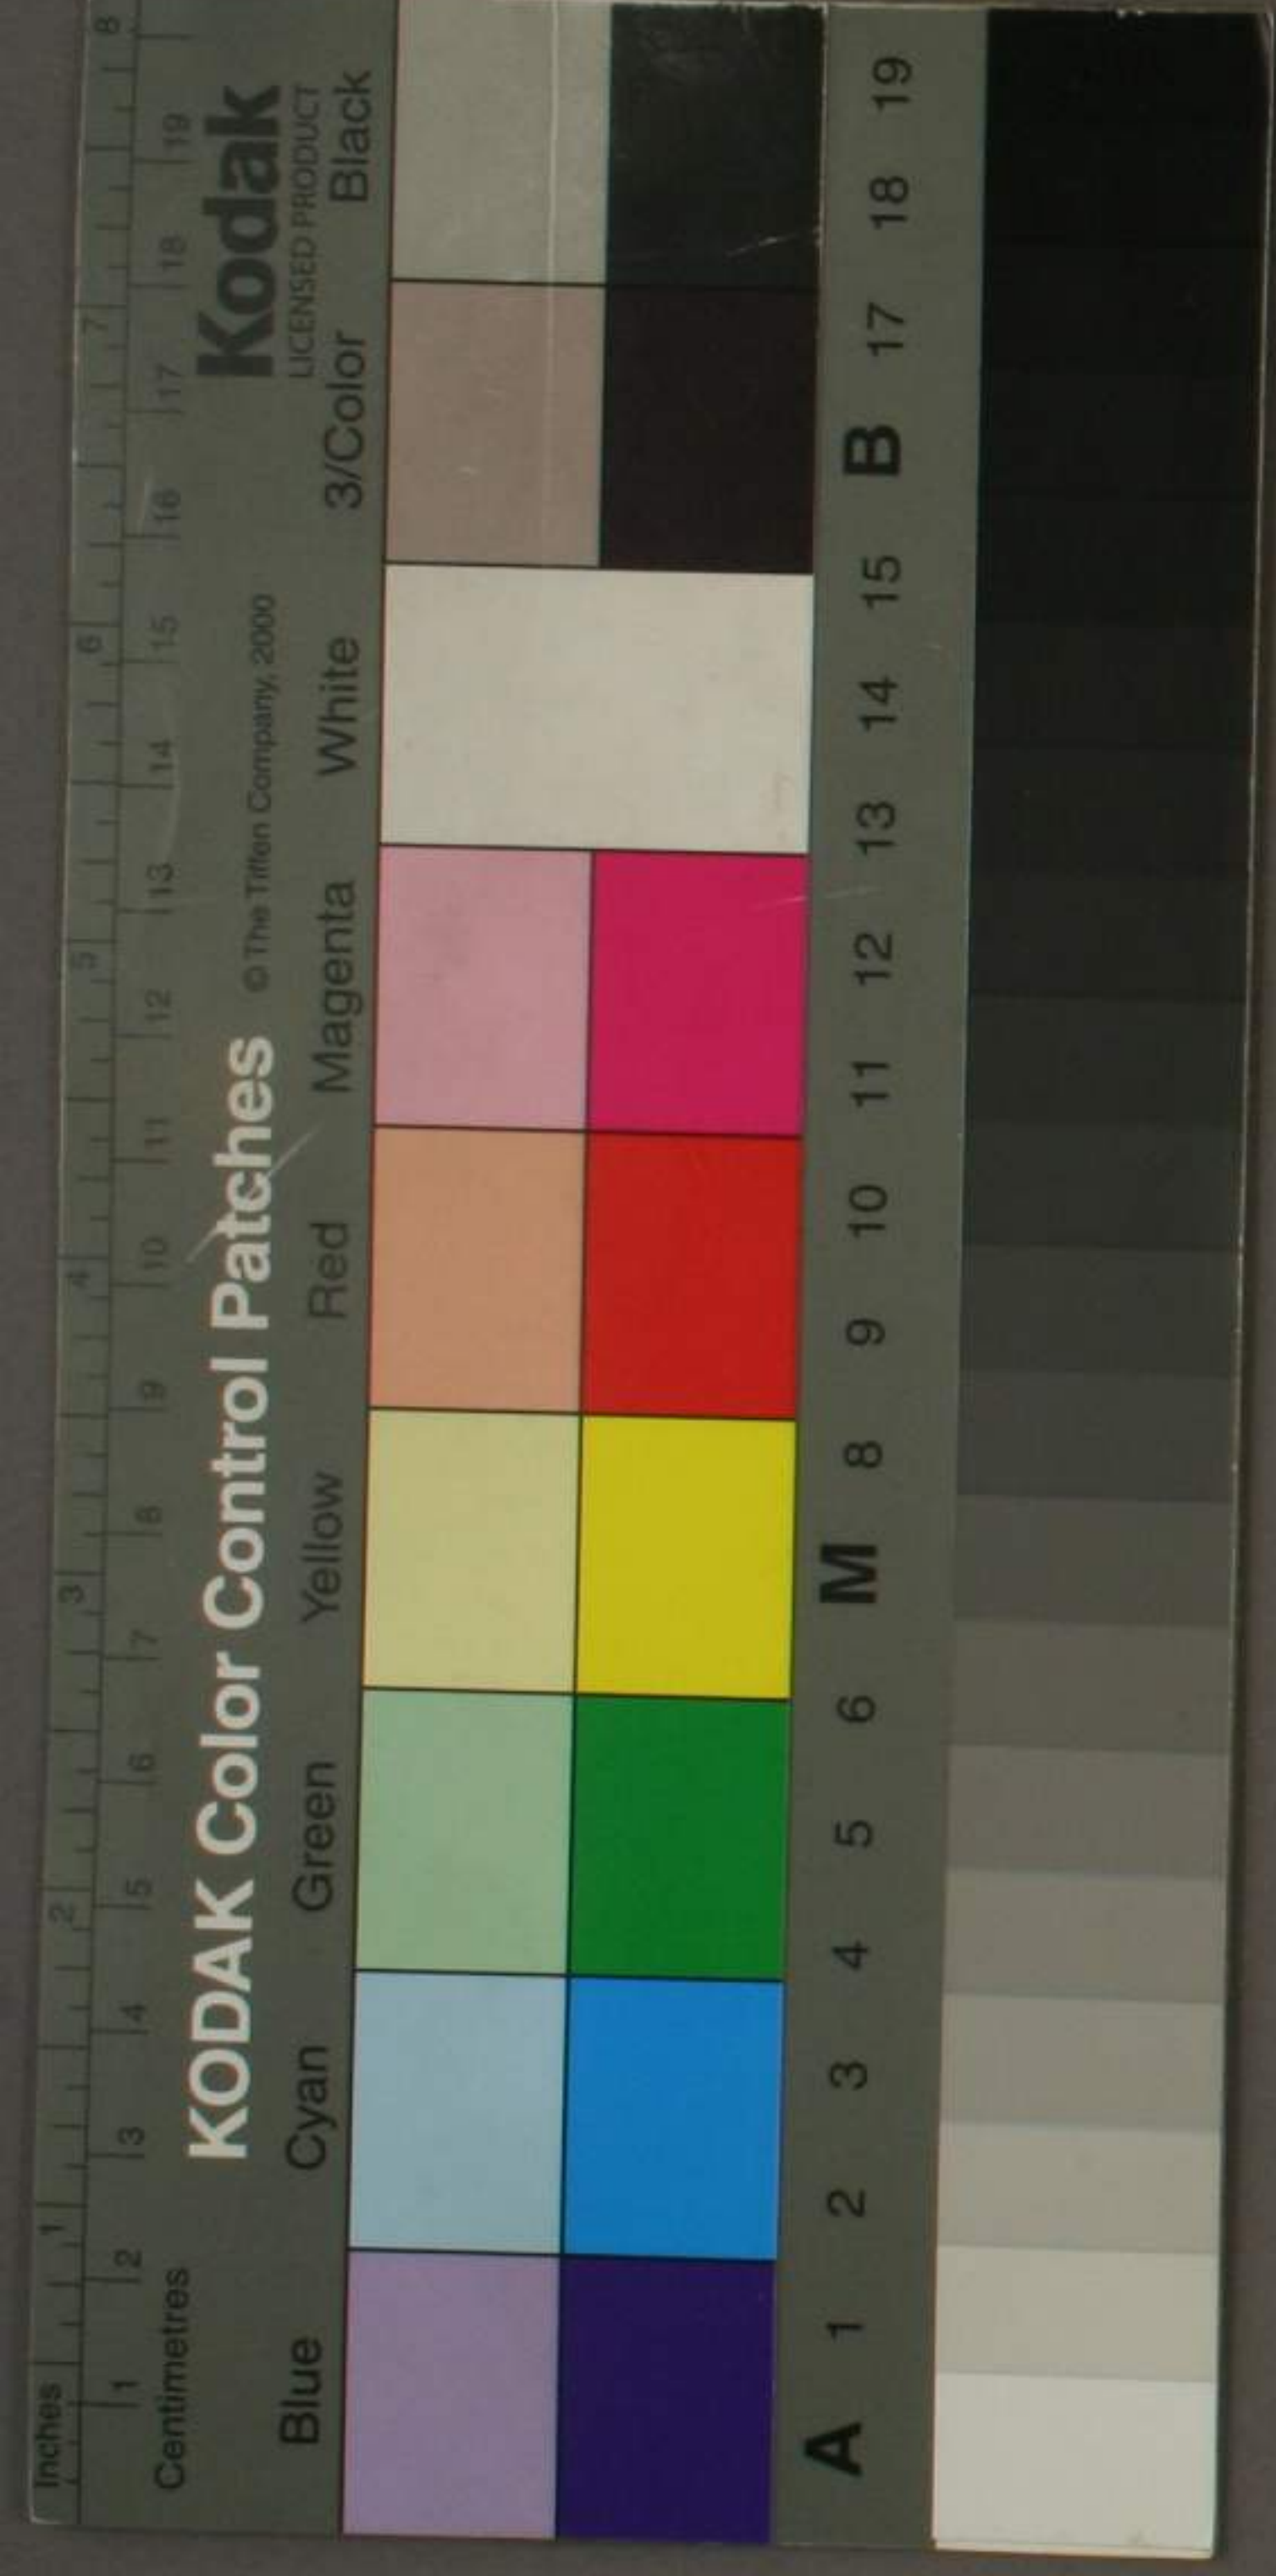 Inches 1 2 3 4 5 6 7 8
1 2 3 4 5 6 7 8 9 10 11 12 13 14 15 16 17 18 19
Centimetres
KODAK Color Control Patches © The Tiffen Company, 2000 Kodak
LICENSED PRODUCT
Blue Cyan Green Yellow Red Magenta White 3/Color Black
A 1 2 3 4 5 6 M 8 9 10 11 12 13 14 15 B 17 18 19